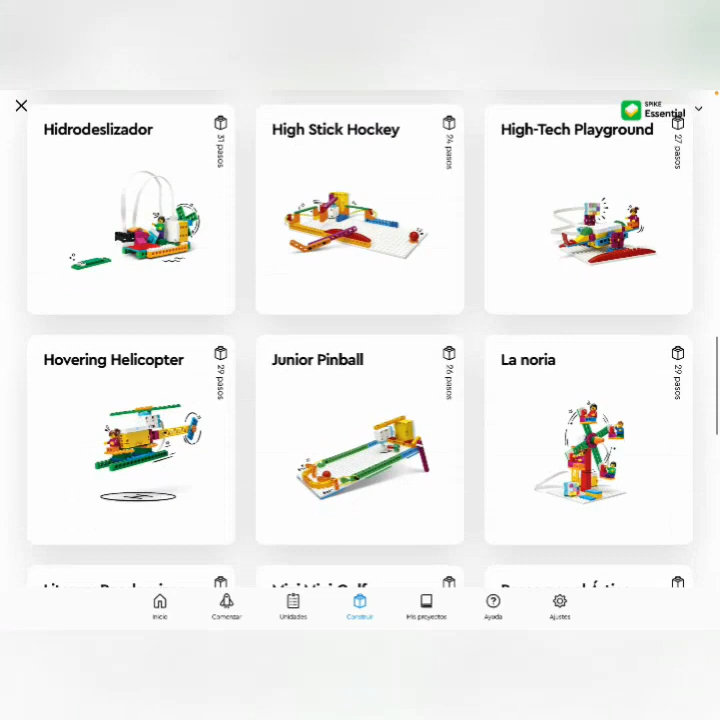 SPIKE
Essential
Hidrodeslizador
31 pasos
High Stick Hockey
24 pasos
High-Tech Playground
27 pasos
Hovering Helicopter
29 pasos
Junior Pinball
26 pasos
La noria
29 pasos
Inicio
Comenzar
Unidades
Construir
Mis proyectos
Ayuda
Ajustes